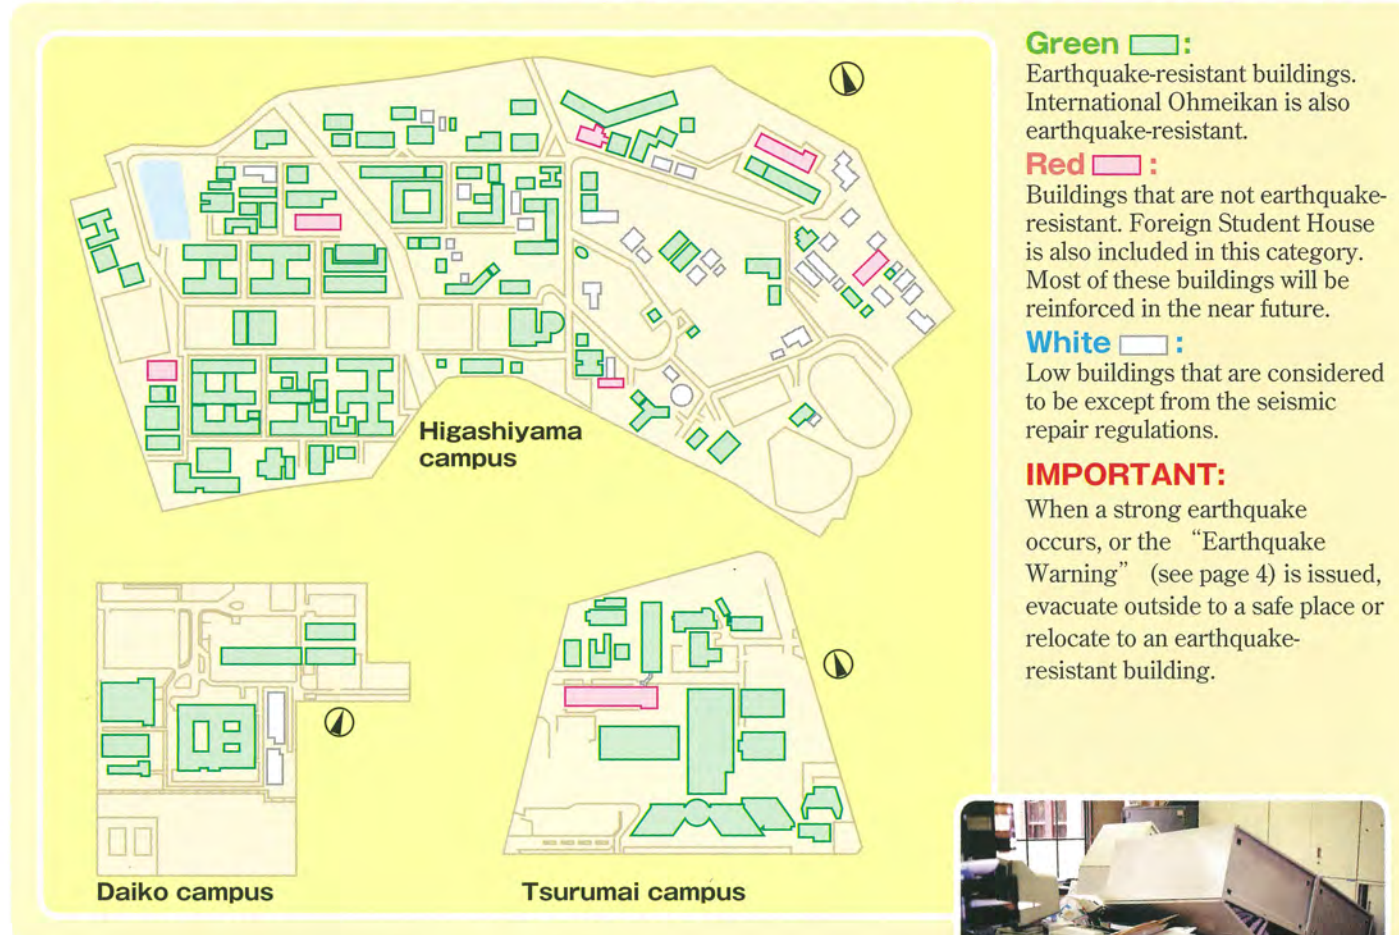 Higashiyama
campus
Daiko campus
Tsurumai campus
Green :
Earthquake-resistant buildings.
International Ohmeikan is also
earthquake-resistant.
Red :
Buildings that are not earthquake-
resistant. Foreign Student House
is also included in this category.
Most of these buildings will be
reinforced in the near future.
White :
Low buildings that are considered
to be except from the seismic
repair regulations.
IMPORTANT:
When a strong earthquake
occurs, or the “Earthquake
Warning” (see page 4) is issued,
evacuate outside to a safe place or
relocate to an earthquake-
resistant building.